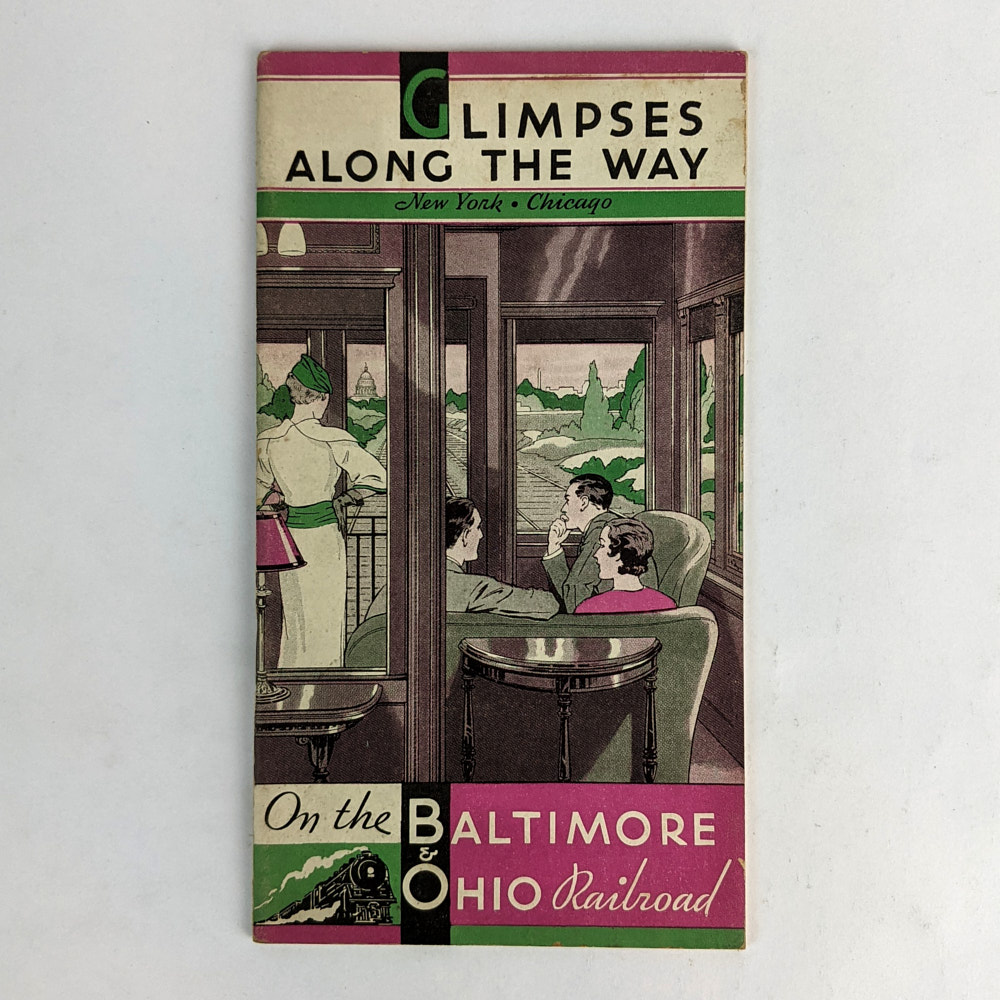 GLIMPSES
ALONG THE WAY
New York • Chicago
On the BALTIMORE
&
OHIO Railroad